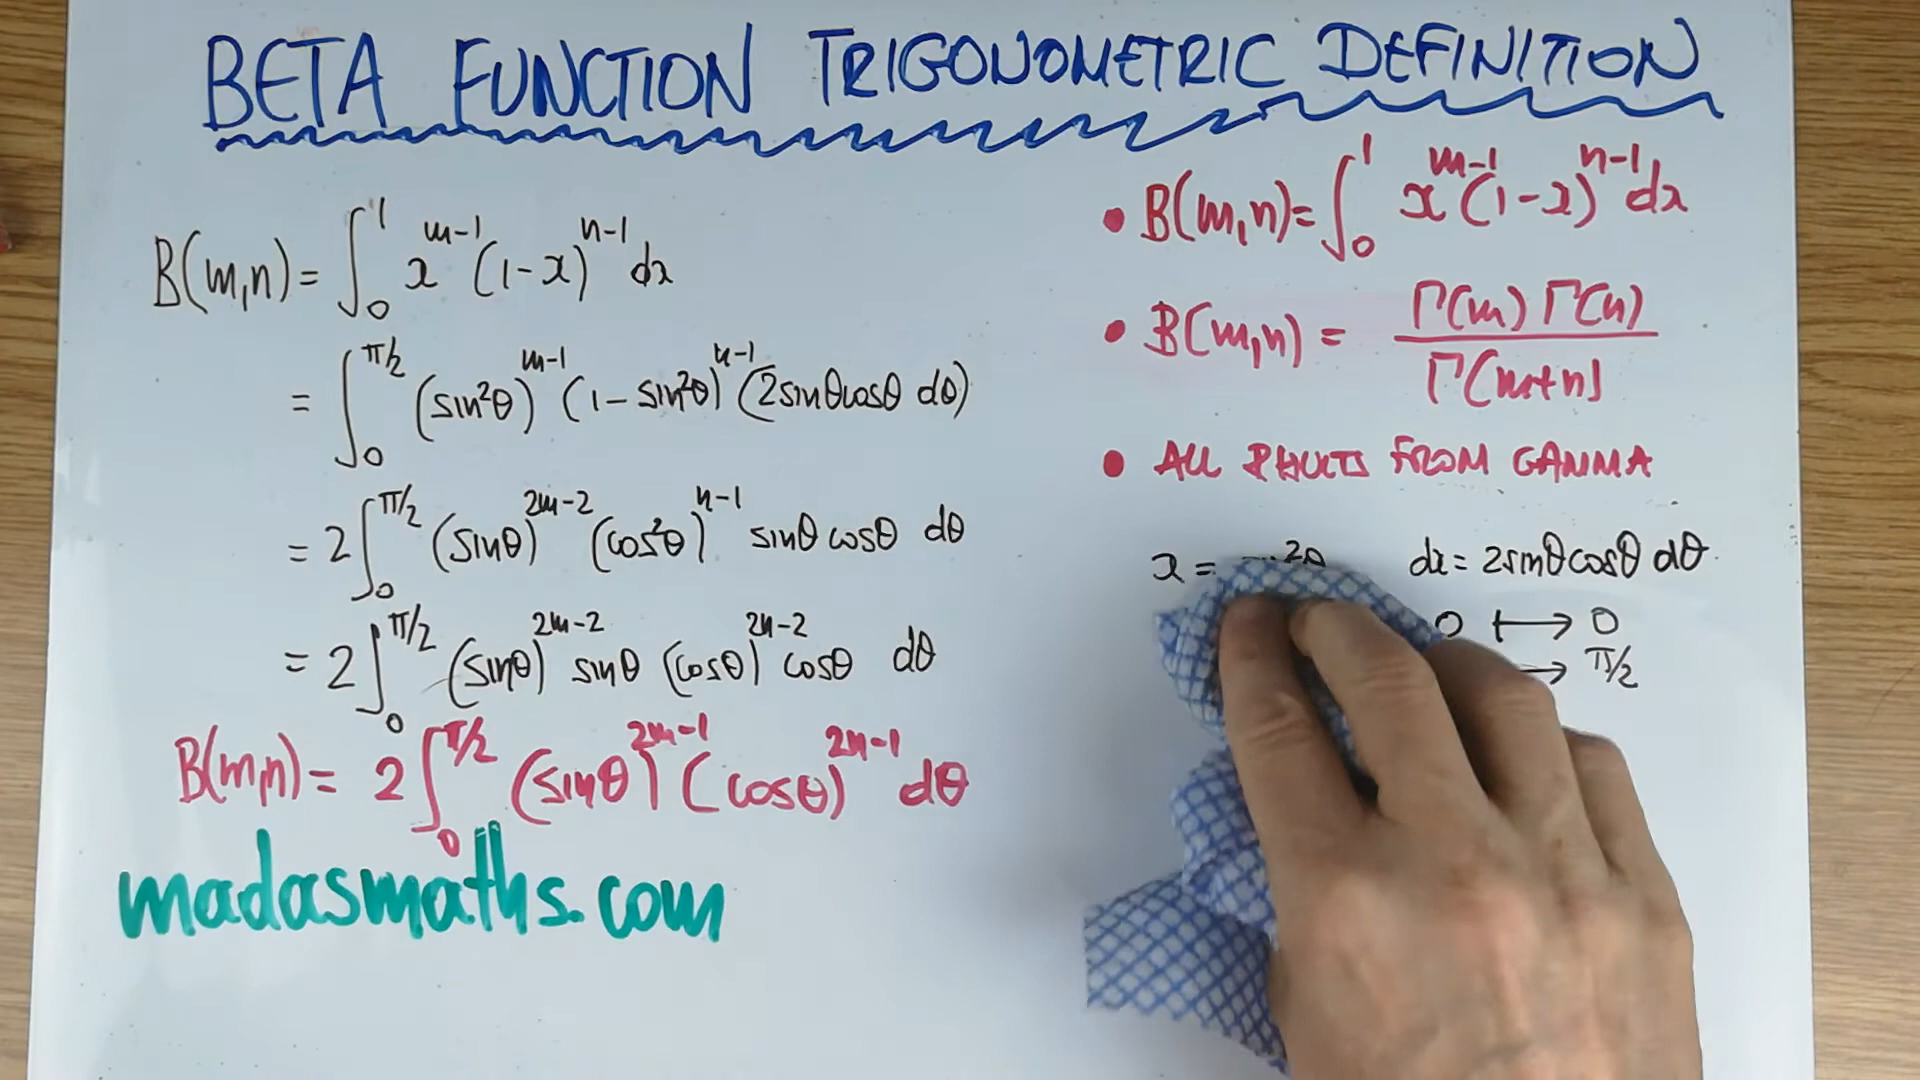 BETA FUNCTION TRIGONOMETRIC DEFINITION
B(m,n) = ∫₀¹ x^(m-1) (1-x)^(n-1) dx
= ∫₀^(π/2) (sin²θ)^(m-1) (1-sin²θ)^(n-1) (2sinθcosθ dθ)
= 2∫₀^(π/2) (sinθ)^(2m-2) (cos²θ)^(n-1) sinθ cosθ dθ
= 2∫₀^(π/2) (sinθ)^(2m-2) sinθ (cosθ)^(2n-2) cosθ dθ
B(m,n) = 2∫₀^(π/2) (sinθ)^(2m-1) (cosθ)^(2n-1) dθ
madasmaths.com
• B(m,n) = ∫₀¹ x^(m-1) (1-x)^(n-1) dx
• B(m,n) = Γ(m) Γ(n) / Γ(m+n)
• ALL RESULTS FROM GAMMA
x = ²θ dx = 2sinθcosθ dθ
0 ↦ 0
→ π/2